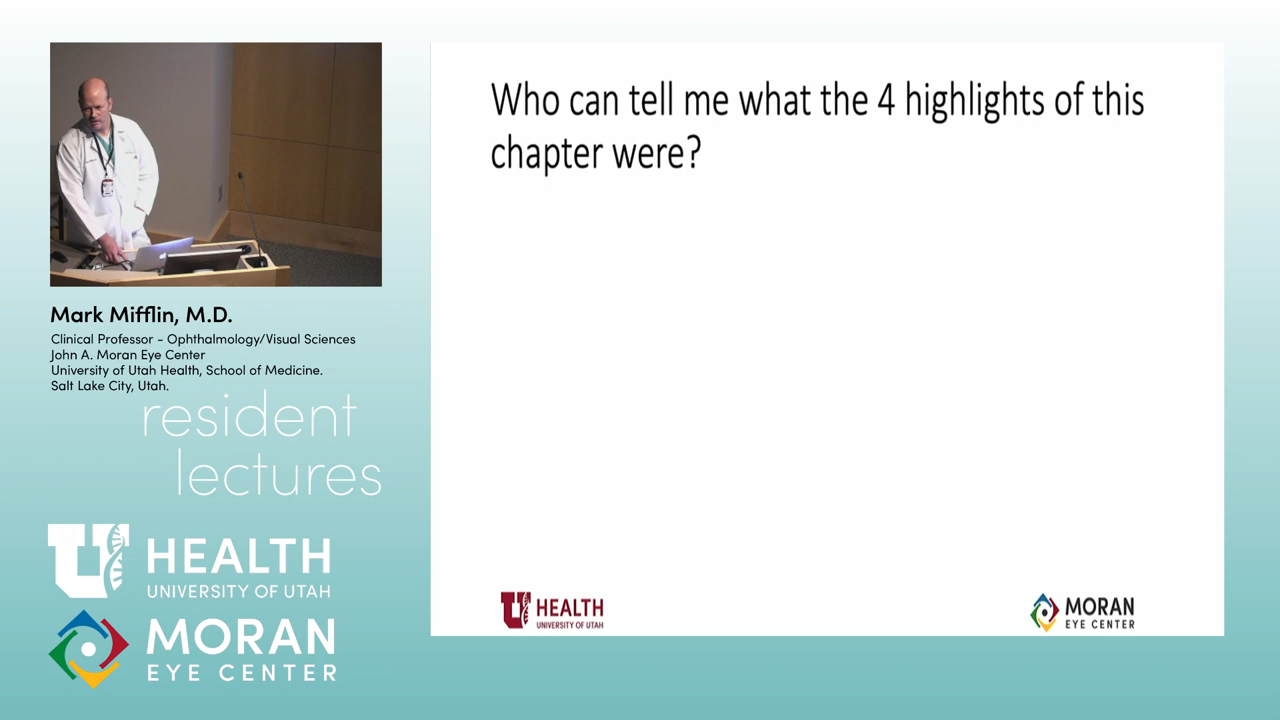 Who can tell me what the 4 highlights of this
chapter were?
Mark Mifflin, M.D.
Clinical Professor - Ophthalmology/Visual Sciences
John A. Moran Eye Center
University of Utah Health, School of Medicine.
Salt Lake City, Utah.
resident
lectures
U HEALTH
UNIVERSITY OF UTAH
MORAN
EYE CENTER
U HEALTH
UNIVERSITY OF UTAH
MORAN
EYE CENTER